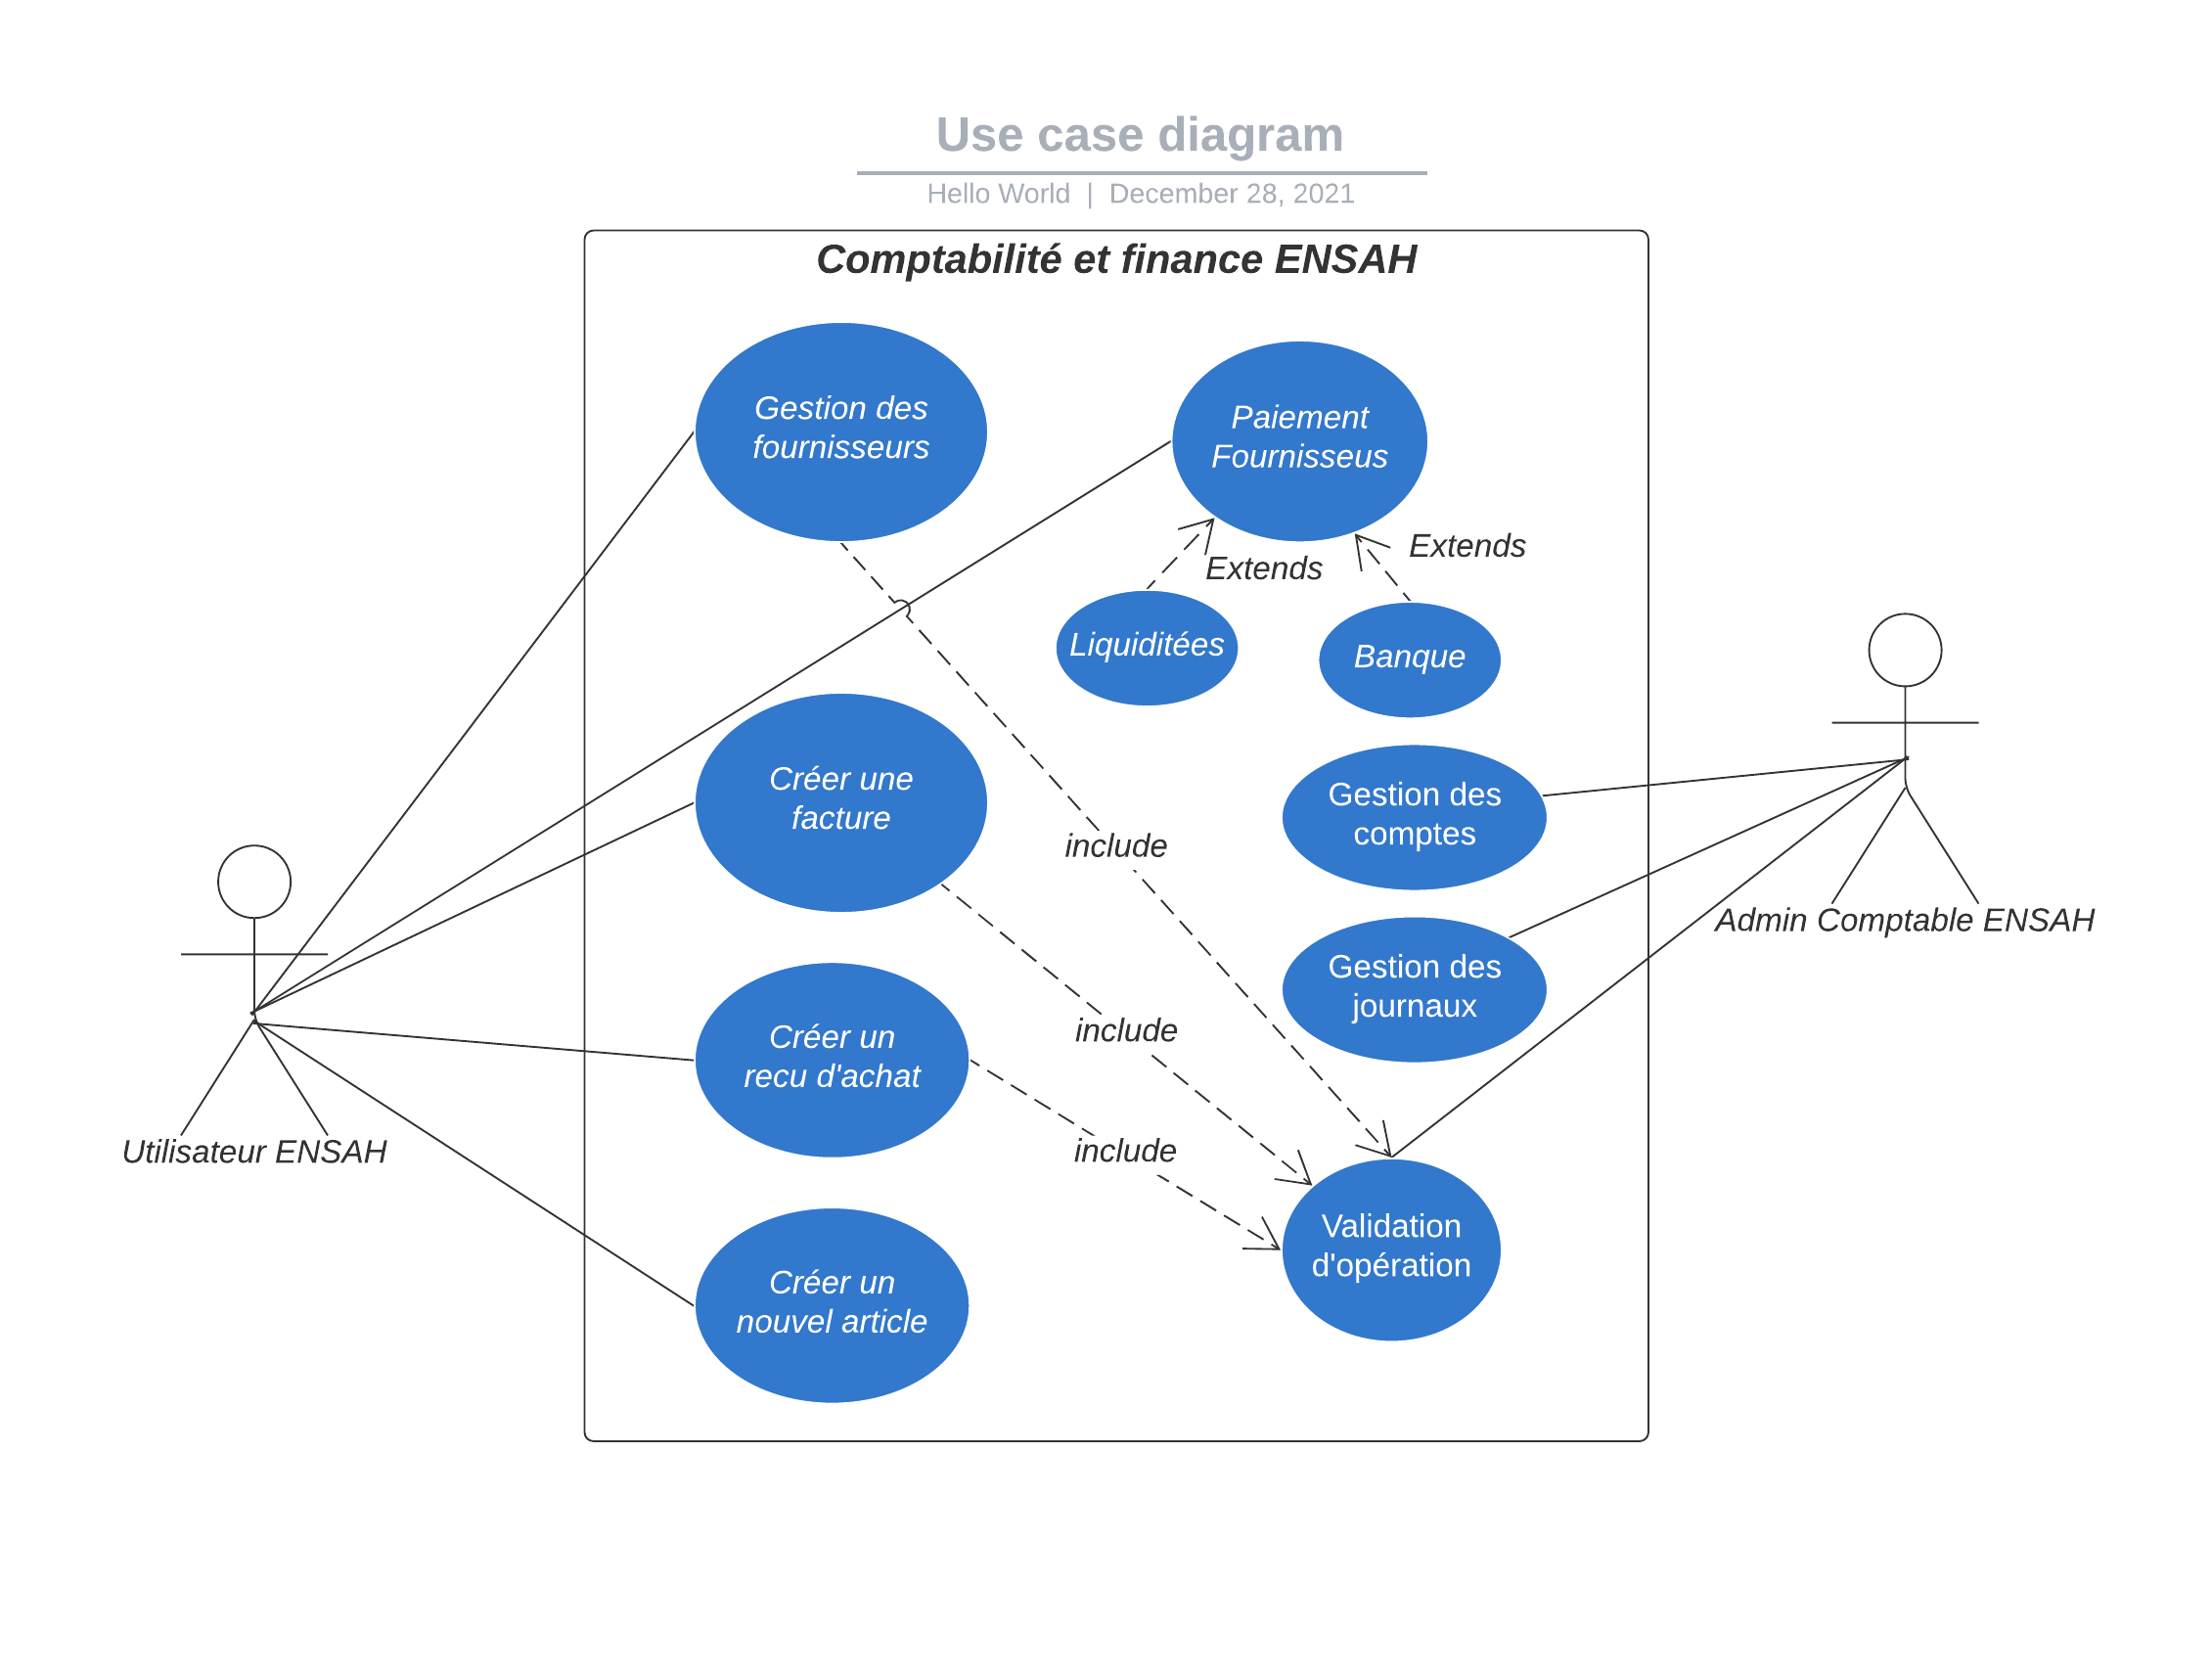 Use case diagram
Hello World | December 28, 2021
Comptabilité et finance ENSAH
Gestion des
fournisseurs
Paiement
Fournisseus
Extends
Extends
Liquiditées
Banque
Créer une
facture
Gestion des
comptes
include
Admin Comptable ENSAH
Gestion des
journaux
include
Créer un
recu d'achat
include
Utilisateur ENSAH
Validation
d'opération
Créer un
nouvel article